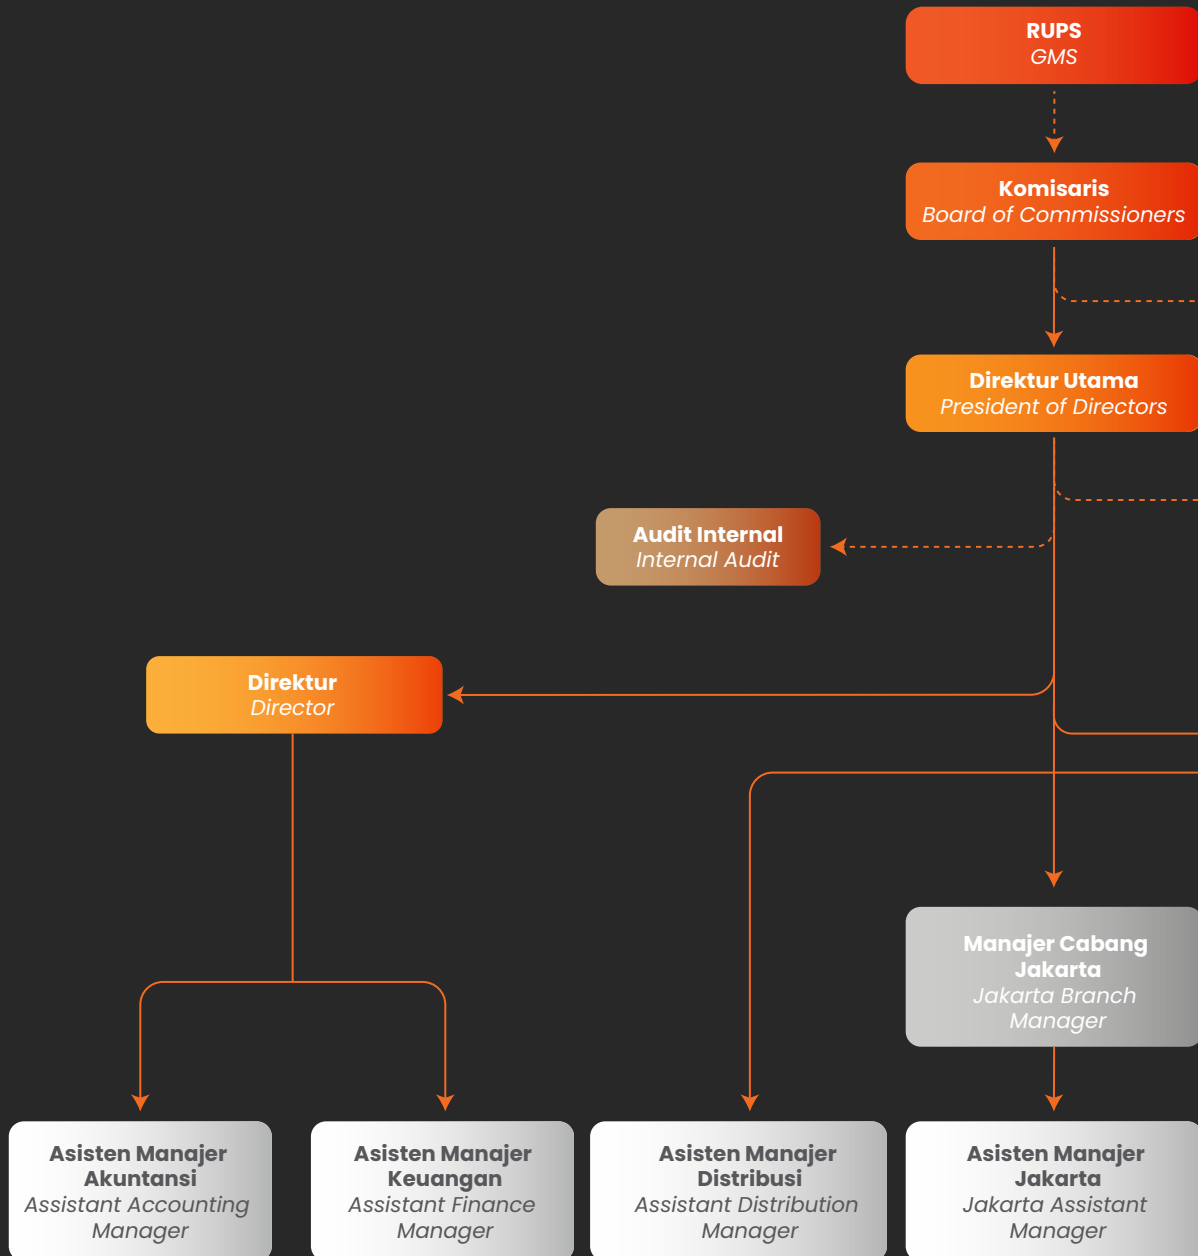 RUPS
GMS
Komisaris
Board of Commissioners
Direktur Utama
President of Directors
Audit Internal
Internal Audit
Direktur
Director
Manajer Cabang
Jakarta
Jakarta Branch
Manager
Asisten Manajer
Akuntansi
Assistant Accounting
Manager
Asisten Manajer
Keuangan
Assistant Finance
Manager
Asisten Manajer
Distribusi
Assistant Distribution
Manager
Asisten Manajer
Jakarta
Jakarta Assistant
Manager